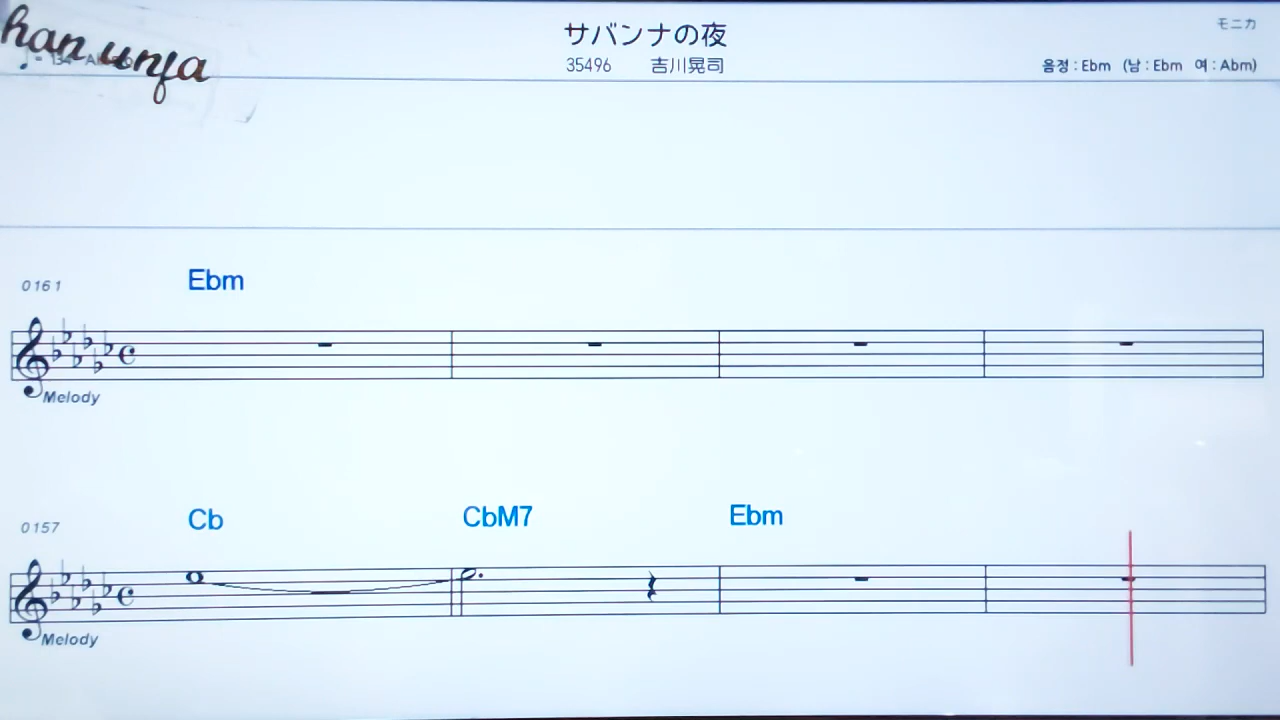 han unfa
サバンナの夜
モニカ
35496 吉川晃司
음정 : Ebm (남 : Ebm 여 : Abm)
Ebm
0161
Melody
Cb CbM7 Ebm
0157
Melody